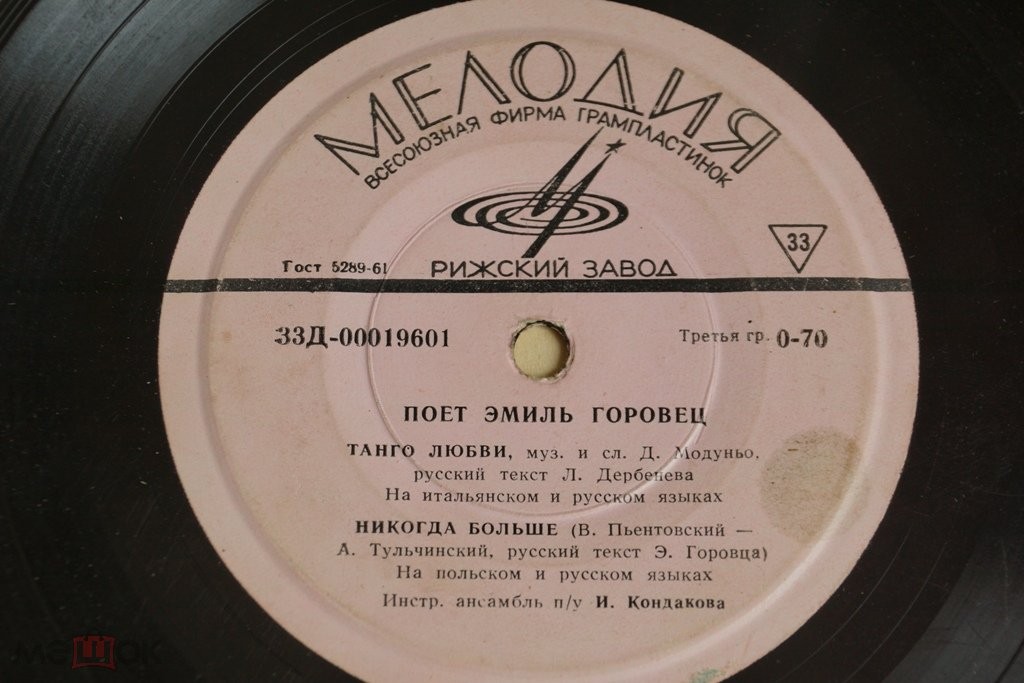 МЕЛОДИЯ
ВСЕСОЮЗНАЯ ФИРМА ГРАМПЛАСТИНОК
33
Гост 5289-61 РИЖСКИЙ ЗАВОД
33Д-00019601 Третья гр. 0-70
ПОЕТ ЭМИЛЬ ГОРОВЕЦ
ТАНГО ЛЮБВИ, муз. и сл. Д. Модуньо,
русский текст Л. Дербенева
На итальянском и русском языках
НИКОГДА БОЛЬШЕ (В. Пьентовский —
А. Тульчинский, русский текст Э. Горовца)
На польском и русском языках
Инстр. ансамбль п/у И. Кондакова
мешок